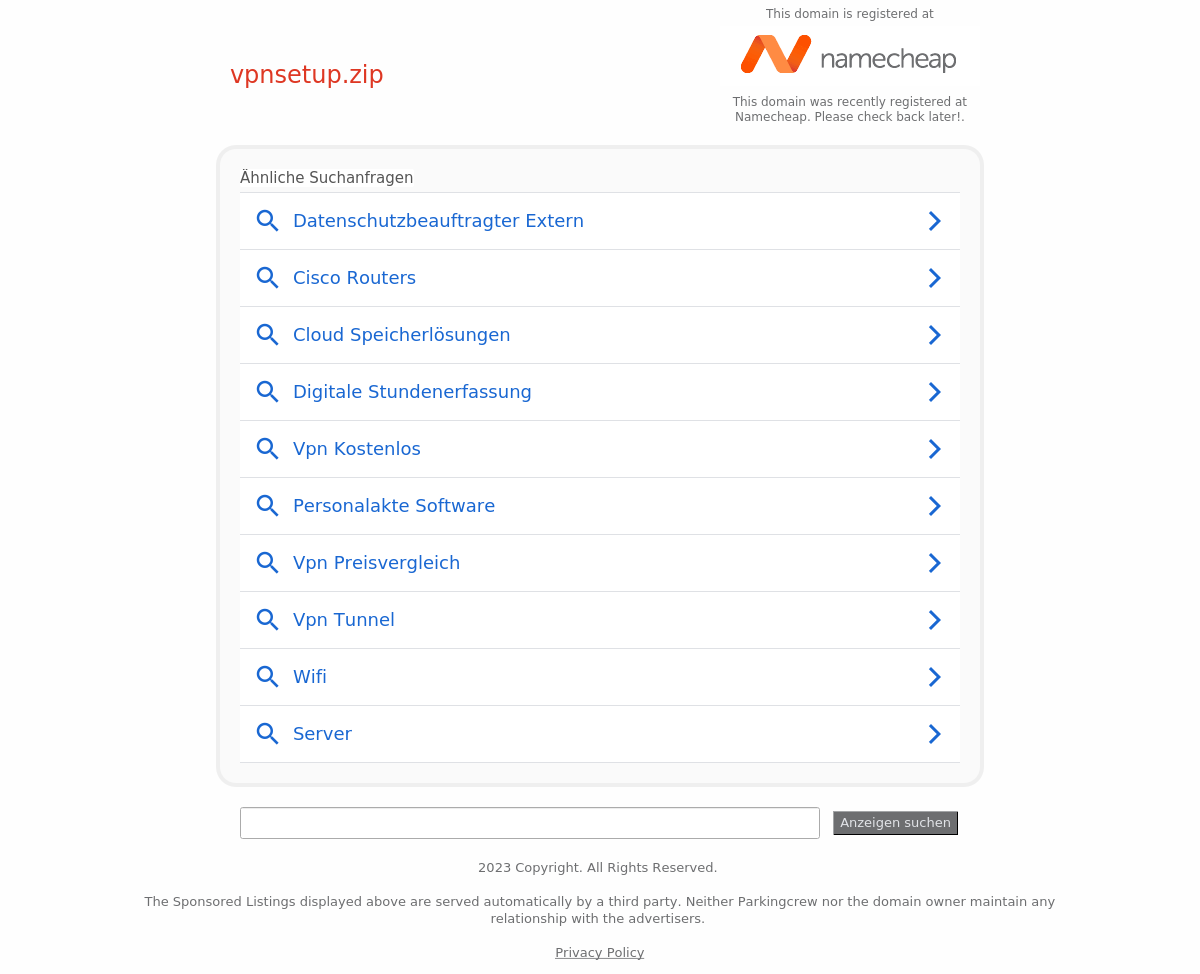 This domain is registered at
namecheap
vpnsetup.zip
This domain was recently registered at
Namecheap. Please check back later!.
Ähnliche Suchanfragen
Datenschutzbeauftragter Extern
Cisco Routers
Cloud Speicherlösungen
Digitale Stundenerfassung
Vpn Kostenlos
Personalakte Software
Vpn Preisvergleich
Vpn Tunnel
Wifi
Server
Anzeigen suchen
2023 Copyright. All Rights Reserved.
The Sponsored Listings displayed above are served automatically by a third party. Neither Parkingcrew nor the domain owner maintain any
relationship with the advertisers.
Privacy Policy